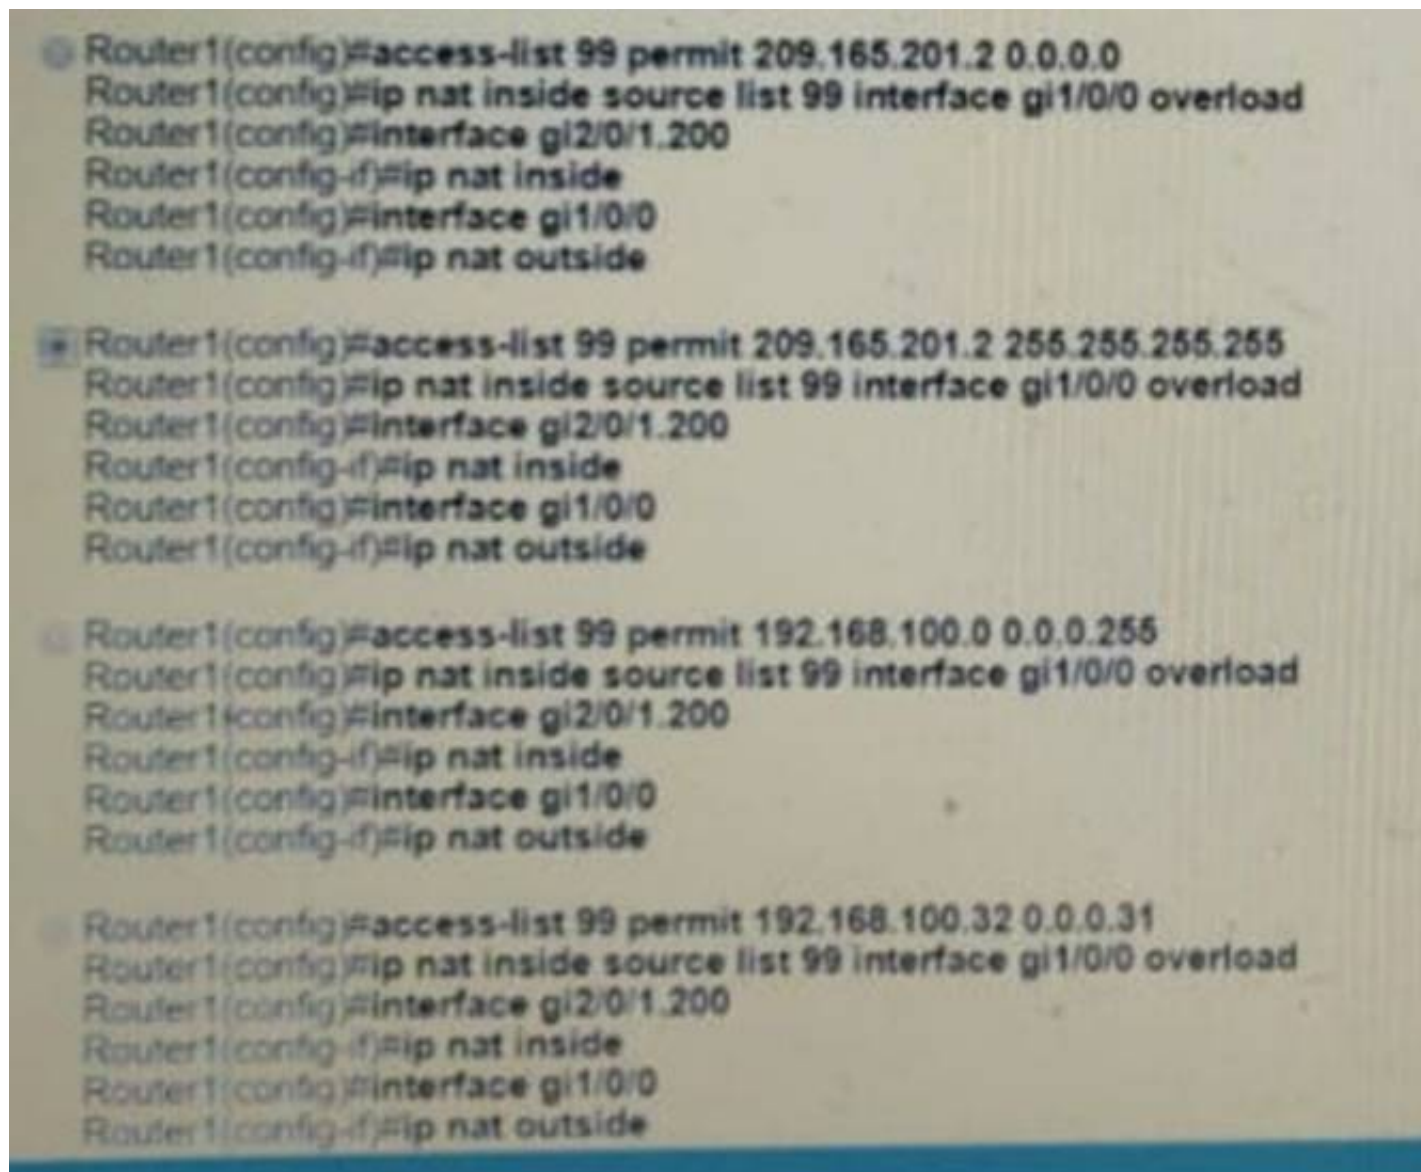 Router1(config)#access-list 99 permit 209.165.201.2 0.0.0.0
Router1(config)#ip nat inside source list 99 interface gi1/0/0 overload
Router1(config)#interface gi2/0/1.200
Router1(config-if)#ip nat inside
Router1(config)#interface gi1/0/0
Router1(config-if)#ip nat outside
Router1(config)#access-list 99 permit 209.165.201.2 255.255.255.255
Router1(config)#ip nat inside source list 99 interface gi1/0/0 overload
Router1(config)#interface gi2/0/1.200
Router1(config-if)#ip nat inside
Router1(config)#interface gi1/0/0
Router1(config-if)#ip nat outside
Router1(config)#access-list 99 permit 192.168.100.0 0.0.0.255
Router1(config)#ip nat inside source list 99 interface gi1/0/0 overload
Router1(config)#interface gi2/0/1.200
Router1(config-if)#ip nat inside
Router1(config)#interface gi1/0/0
Router1(config-if)#ip nat outside
Router1(config)#access-list 99 permit 192.168.100.32 0.0.0.31
Router1(config)#ip nat inside source list 99 interface gi1/0/0 overload
Router1(config)#interface gi2/0/1.200
Router1(config-if)#ip nat inside
Router1(config)#interface gi1/0/0
Router1(config-if)#ip nat outside